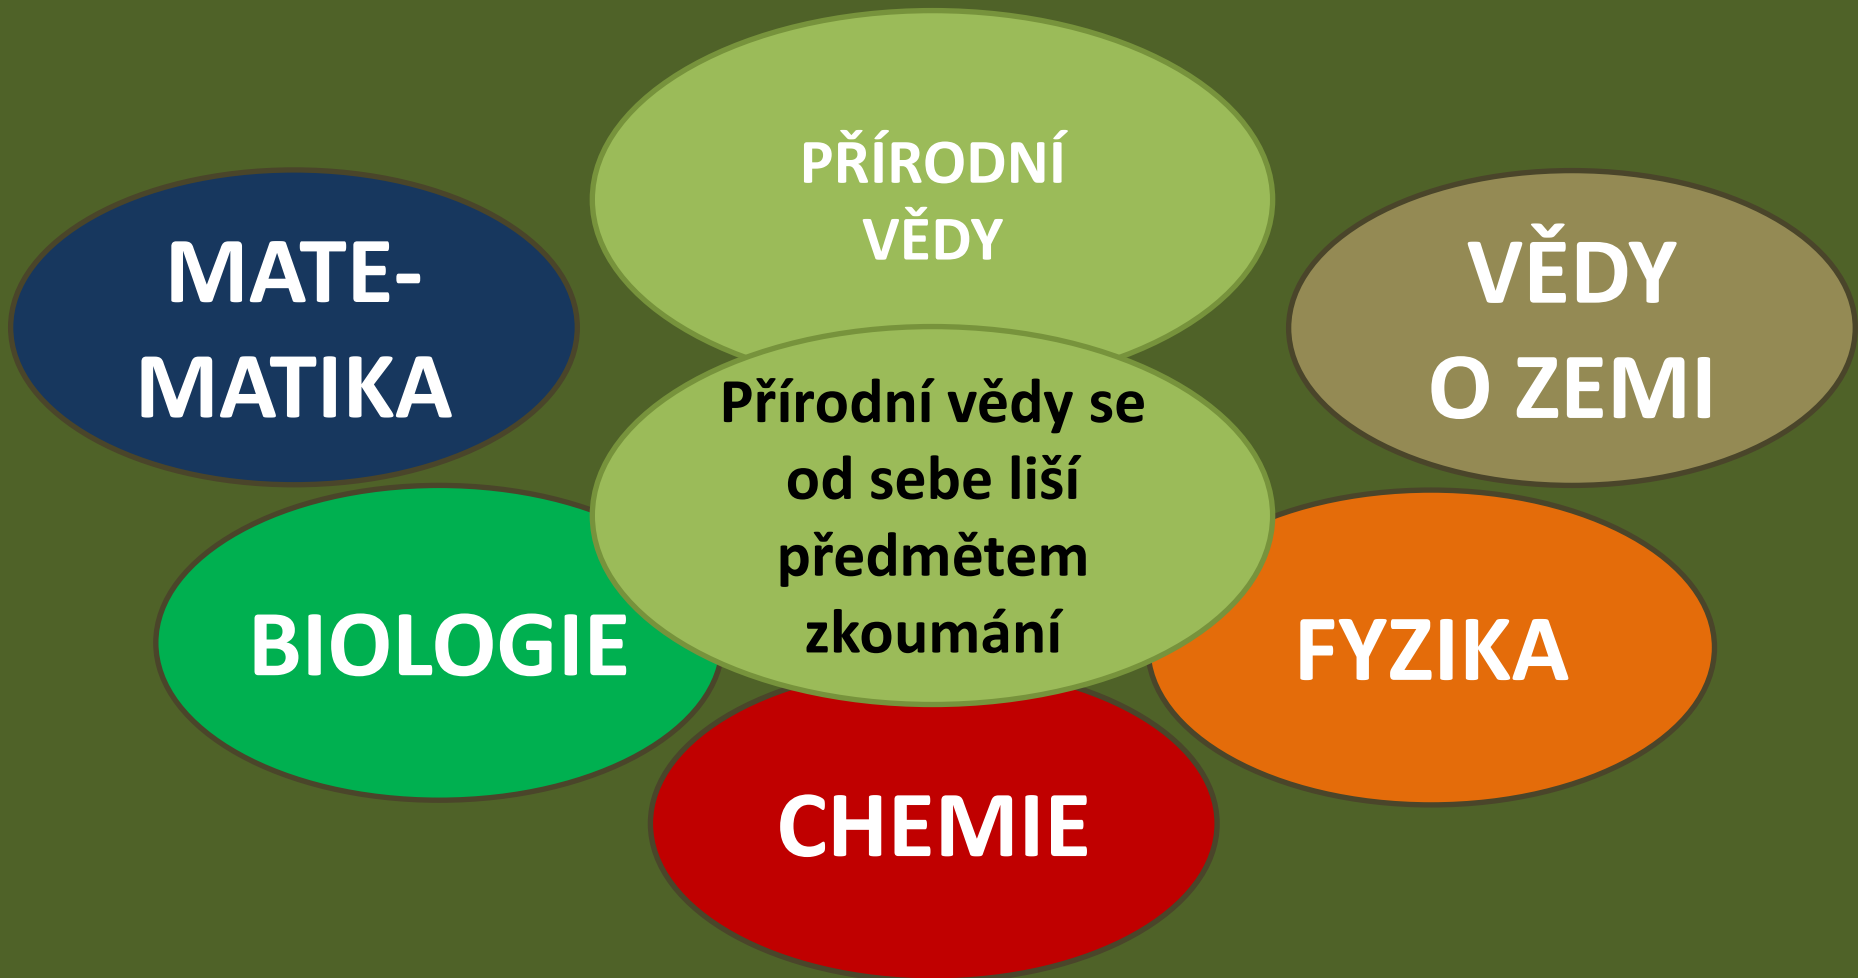 PŘÍRODNÍ
VĚDY
MATE-
MATIKA
VĚDY
O ZEMI
Přírodní vědy se
od sebe liší
předmětem
zkoumání
BIOLOGIE
FYZIKA
CHEMIE